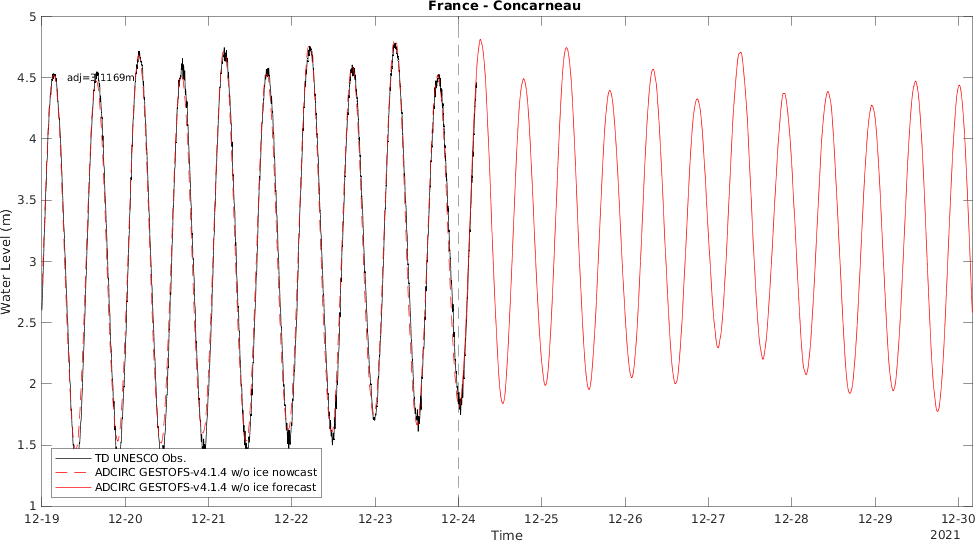 France - Concarneau
5
4.5
4
3.5
3
2.5
2
1.5
1
Water Level (m)
adj=3.1169m
TD UNESCO Obs.
ADCIRC GESTOFS-v4.1.4 w/o ice nowcast
ADCIRC GESTOFS-v4.1.4 w/o ice forecast
12-19 12-20 12-21 12-22 12-23 12-24 12-25 12-26 12-27 12-28 12-29 12-30
Time
2021